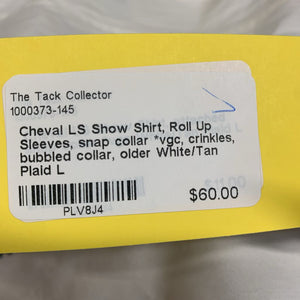 The Tack Collector
1000373-145
Cheval LS Show Shirt, Roll Up
Sleeves, snap collar *vgc, crinkles,
bubbled collar, older White/Tan
Plaid L
$60.00
PLV8J4